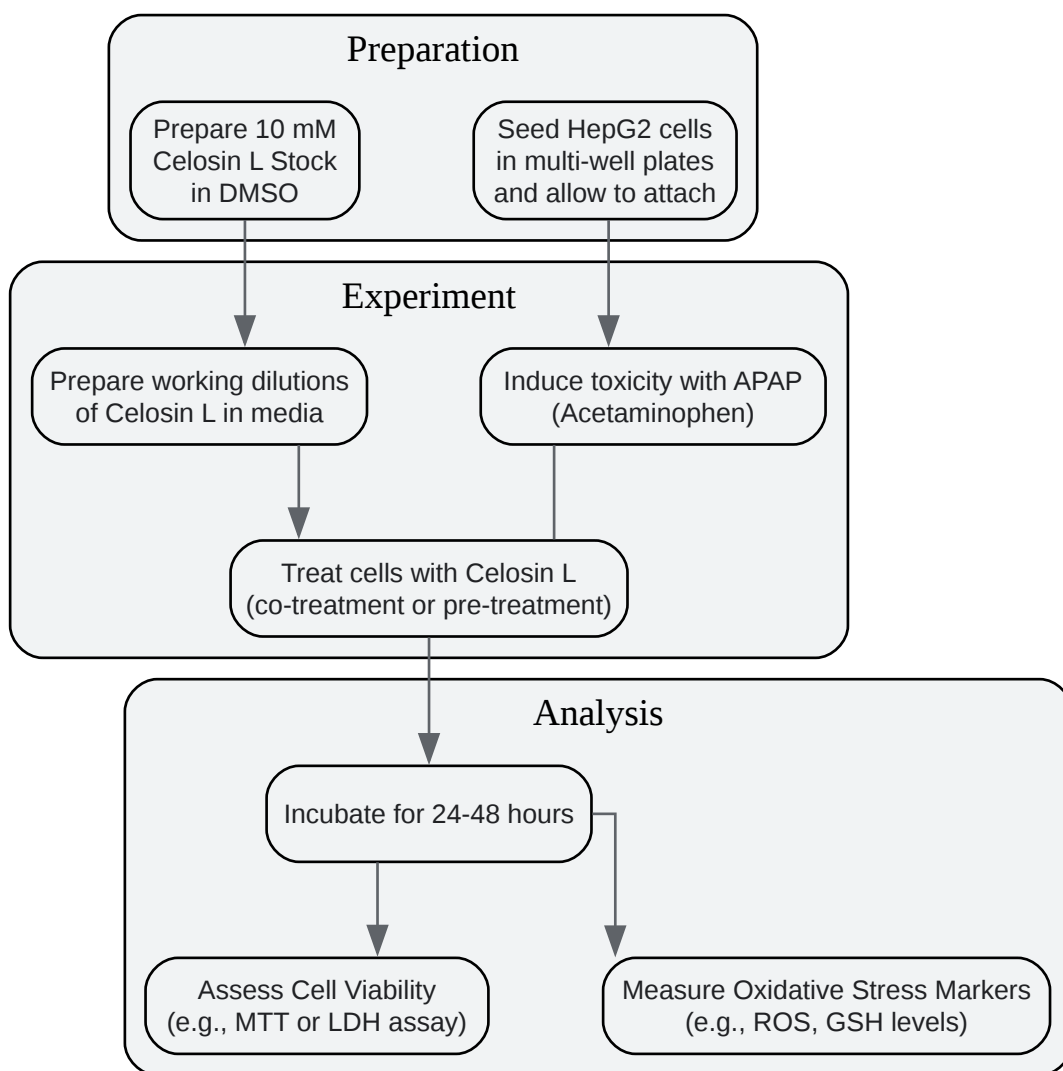 Preparation
Prepare 10 mM
Celosin L Stock
in DMSO
Seed HepG2 cells
in multi-well plates
and allow to attach
Experiment
Prepare working dilutions
of Celosin L in media
Induce toxicity with APAP
(Acetaminophen)
Treat cells with Celosin L
(co-treatment or pre-treatment)
Analysis
Incubate for 24-48 hours
Assess Cell Viability
(e.g., MTT or LDH assay)
Measure Oxidative Stress Markers
(e.g., ROS, GSH levels)